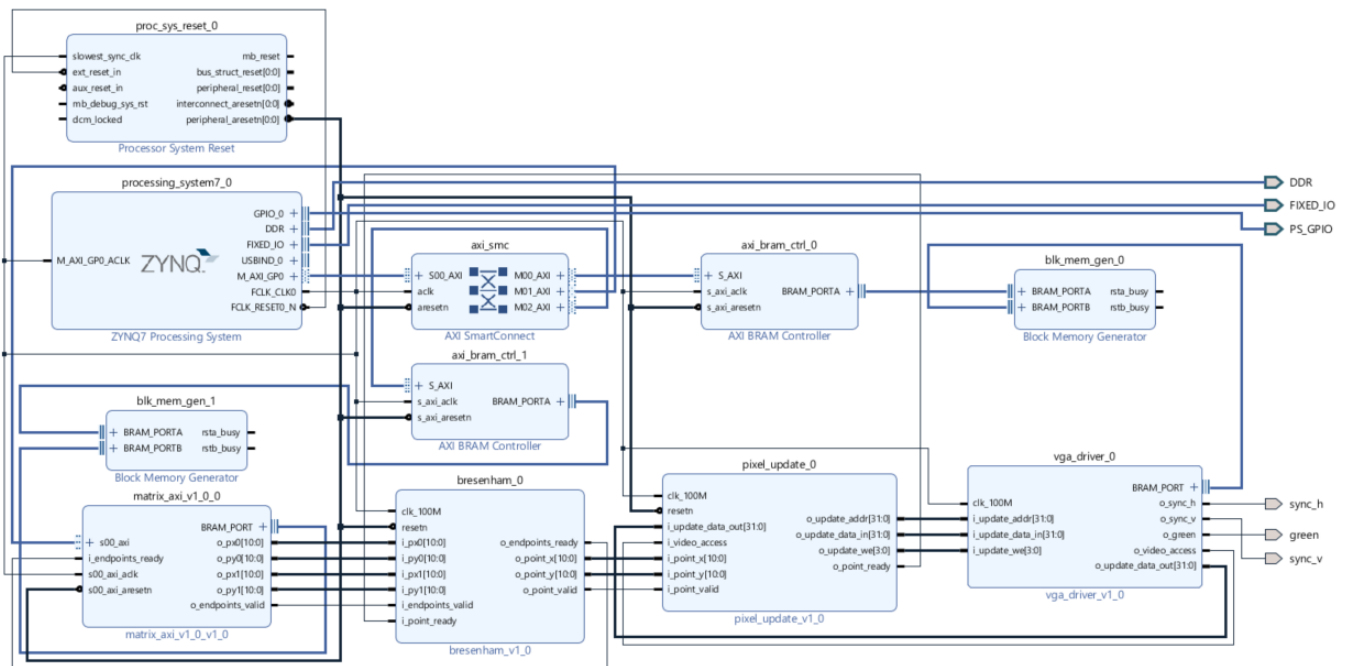 proc_sys_reset_0
slowest_sync_clk
ext_reset_in
aux_reset_in
mb_debug_sys_rst
dcm_locked
mb_reset
bus_struct_reset[0:0]
peripheral_reset[0:0]
interconnect_aresetn[0:0]
peripheral_aresetn[0:0]
Processor System Reset
processing_system7_0
M_AXI_GP0_ACLK
ZYNQ
GPIO_0
DDR
FIXED_IO
USBIND_0
M_AXI_GP0
FCLK_CLK0
FCLK_RESET0_N
ZYNQ7 Processing System
axi_smc
S00_AXI
aclk
aresetn
M00_AXI
M01_AXI
M02_AXI
AXI SmartConnect
axi_bram_ctrl_0
S_AXI
s_axi_aclk
s_axi_aresetn
BRAM_PORTA
AXI BRAM Controller
blk_mem_gen_0
BRAM_PORTA
BRAM_PORTB
rsta_busy
rstb_busy
Block Memory Generator
DDR
FIXED_IO
PS_GPIO
axi_bram_ctrl_1
S_AXI
s_axi_aclk
s_axi_aresetn
BRAM_PORTA
AXI BRAM Controller
blk_mem_gen_1
BRAM_PORTA
BRAM_PORTB
rsta_busy
rstb_busy
Block Memory Generator
matrix_axi_v1_0_0
s00_axi
i_endpoints_ready
s00_axi_aclk
s00_axi_aresetn
BRAM_PORT
o_px0[10:0]
o_py0[10:0]
o_px1[10:0]
o_py1[10:0]
o_endpoints_valid
matrix_axi_v1_0_v1_0
bresenham_0
clk_100M
resetn
i_px0[10:0]
i_py0[10:0]
i_px1[10:0]
i_py1[10:0]
i_endpoints_valid
i_point_ready
o_endpoints_ready
o_point_x[10:0]
o_point_y[10:0]
o_point_valid
bresenham_v1_0
pixel_update_0
clk_100M
resetn
i_update_data_out[31:0]
i_video_access
i_point_x[10:0]
i_point_y[10:0]
i_point_valid
o_update_addr[31:0]
o_update_data_in[31:0]
o_update_we[3:0]
o_point_ready
pixel_update_v1_0
vga_driver_0
clk_100M
i_update_addr[31:0]
i_update_data_in[31:0]
i_update_we[3:0]
BRAM_PORT
o_sync_h
o_sync_v
o_green
o_video_access
o_update_data_out[31:0]
vga_driver_v1_0
sync_h
green
sync_v